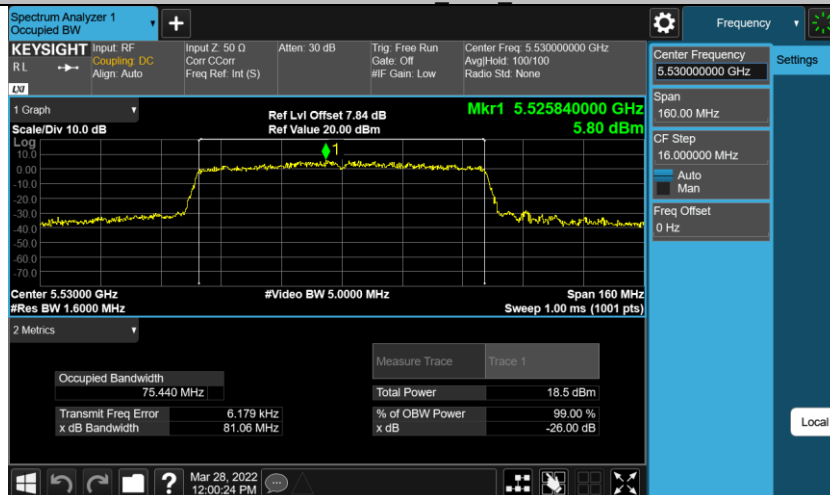 Spectrum Analyzer 1
Occupied BW
+
Frequency
KEYSIGHT
RL
LXI
Input: RF
Coupling: DC
Align: Auto
Input Z: 50 Ω
Corr CCorr
Freq Ref: Int (S)
Atten: 30 dB
Trig: Free Run
Gate: Off
#IF Gain: Low
Center Freq: 5.530000000 GHz
Avg|Hold: 100/100
Radio Std: None
Center Frequency
5.530000000 GHz
Settings
Span
160.00 MHz
CF Step
16.000000 MHz
Auto
Man
Freq Offset
0 Hz
1 Graph
Scale/Div 10.0 dB
Ref Lvl Offset 7.84 dB
Ref Value 20.00 dBm
Mkr1 5.525840000 GHz
5.80 dBm
Log
10.0
0.00
-10.0
-20.0
-30.0
-40.0
-50.0
-60.0
-70.0
1
Center 5.53000 GHz
#Video BW 5.0000 MHz
Span 160 MHz
#Res BW 1.6000 MHz
Sweep 1.00 ms (1001 pts)
2 Metrics
Measure Trace Trace 1
Occupied Bandwidth
75.440 MHz
Total Power 18.5 dBm
Transmit Freq Error 6.179 kHz
% of OBW Power 99.00 %
x dB Bandwidth 81.06 MHz
x dB -26.00 dB
Local
?
Mar 28, 2022
12:00:24 PM